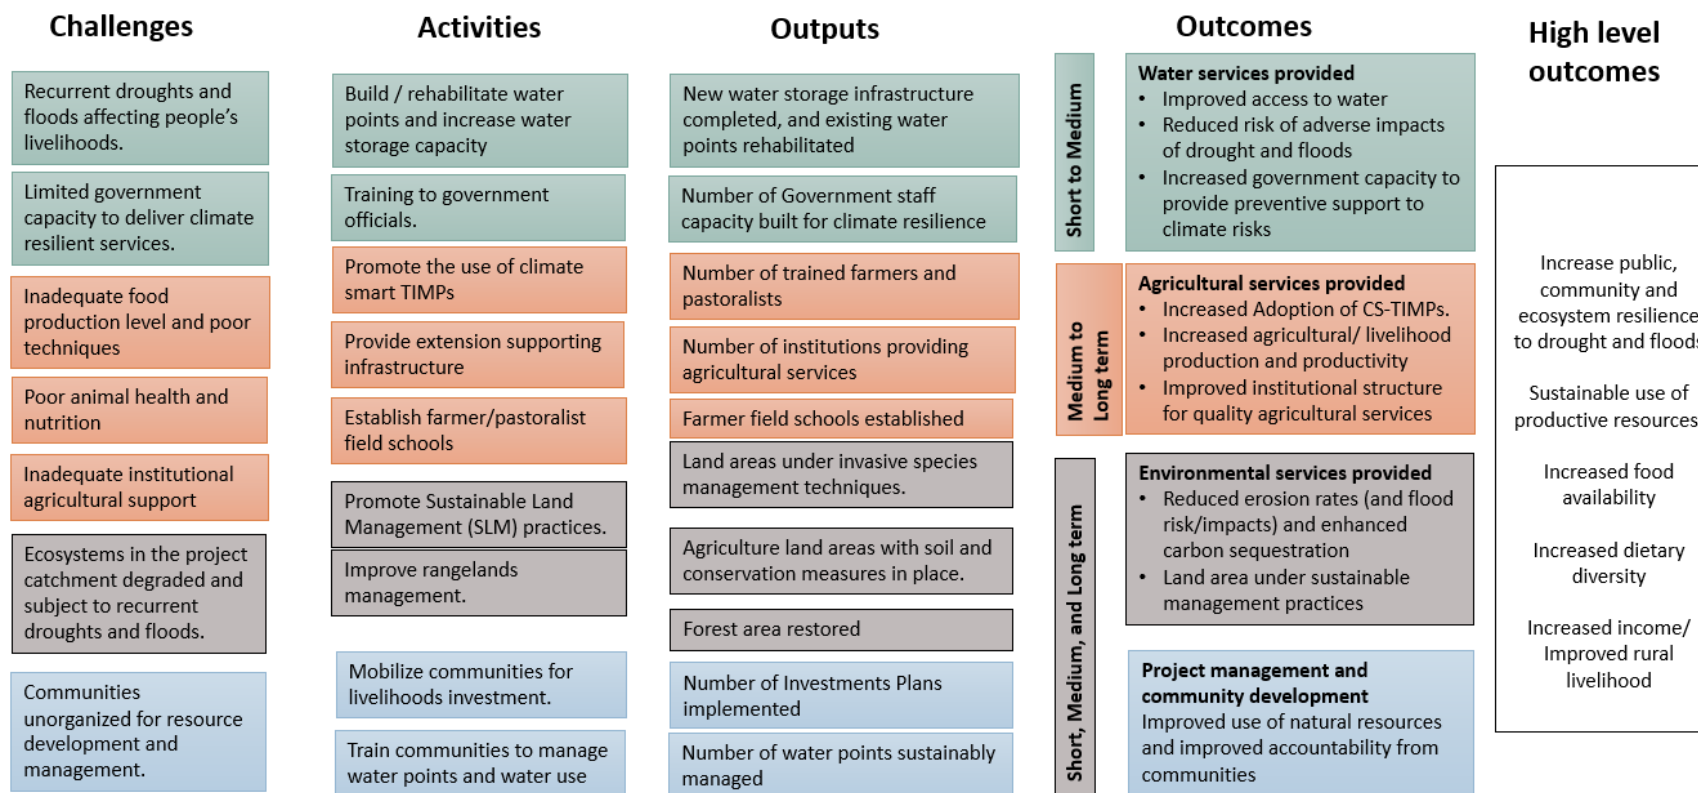 Challenges
Recurrent droughts and
floods affecting people's
livelihoods.
Limited government
capacity to deliver climate
resilient services.
Inadequate food
production level and poor
techniques
Poor animal health and
nutrition
Inadequate institutional
agricultural support
Ecosystems in the project
catchment degraded and
subject to recurrent
droughts and floods.
Communities
unorganized for resource
development and
management.
Activities
Build / rehabilitate water
points and increase water
storage capacity
Training to government
officials.
Promote the use of climate
smart TIMPs
Provide extension supporting
infrastructure
Establish farmer/pastoralist
field schools
Promote Sustainable Land
Management (SLM) practices.
Improve rangelands
management.
Mobilize communities for
livelihoods investment.
Train communities to manage
water points and water use
Outputs
New water storage infrastructure
completed, and existing water
points rehabilitated
Number of Government staff
capacity built for climate resilience
Number of trained farmers and
pastoralists
Number of institutions providing
agricultural services
Farmer field schools established
Land areas under invasive species
management techniques.
Agriculture land areas with soil and
conservation measures in place.
Forest area restored
Number of Investments Plans
implemented
Number of water points sustainably
managed
Outcomes
Short to Medium
Water services provided
• Improved access to water
• Reduced risk of adverse impacts
of drought and floods
• Increased government capacity to
provide preventive support to
climate risks
Medium to
Long term
Agricultural services provided
• Increased Adoption of CS-TIMPs.
• Increased agricultural/ livelihood
production and productivity
• Improved institutional structure
for quality agricultural services
Short, Medium, and Long term
Environmental services provided
• Reduced erosion rates (and flood
risk/impacts) and enhanced
carbon sequestration
• Land area under sustainable
management practices
Project management and
community development
Improved use of natural resources
and improved accountability from
communities
High level
outcomes
Increase public,
community and
ecosystem resilience
to drought and floods
Sustainable use of
productive resources
Increased food
availability
Increased dietary
diversity
Increased income/
Improved rural
livelihood